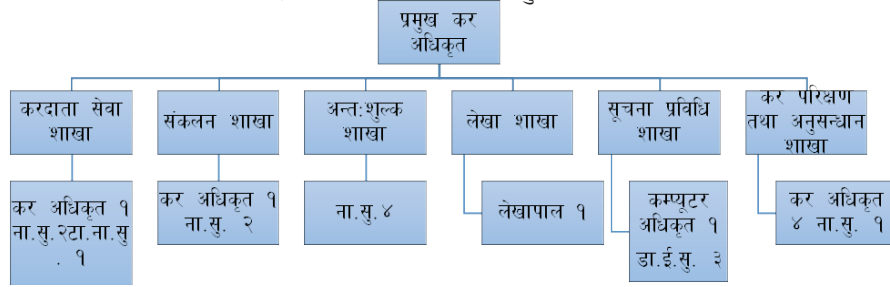 प्रमुख कर
अधिकृत
करदाता सेवा
शाखा
संकलन शाखा
अन्त:शुल्क
शाखा
लेखा शाखा
सूचना प्रविधि
शाखा
कर परिक्षण
तथा अनुसन्धान
शाखा
कर अधिकृत १
ना.सु.२टा.ना.सु
. १
कर अधिकृत १
ना.सु. २
ना.सु.४
लेखापाल १
कम्प्यूटर
अधिकृत १
डा.ई.सु. ३
कर अधिकृत
४ ना.सु. १